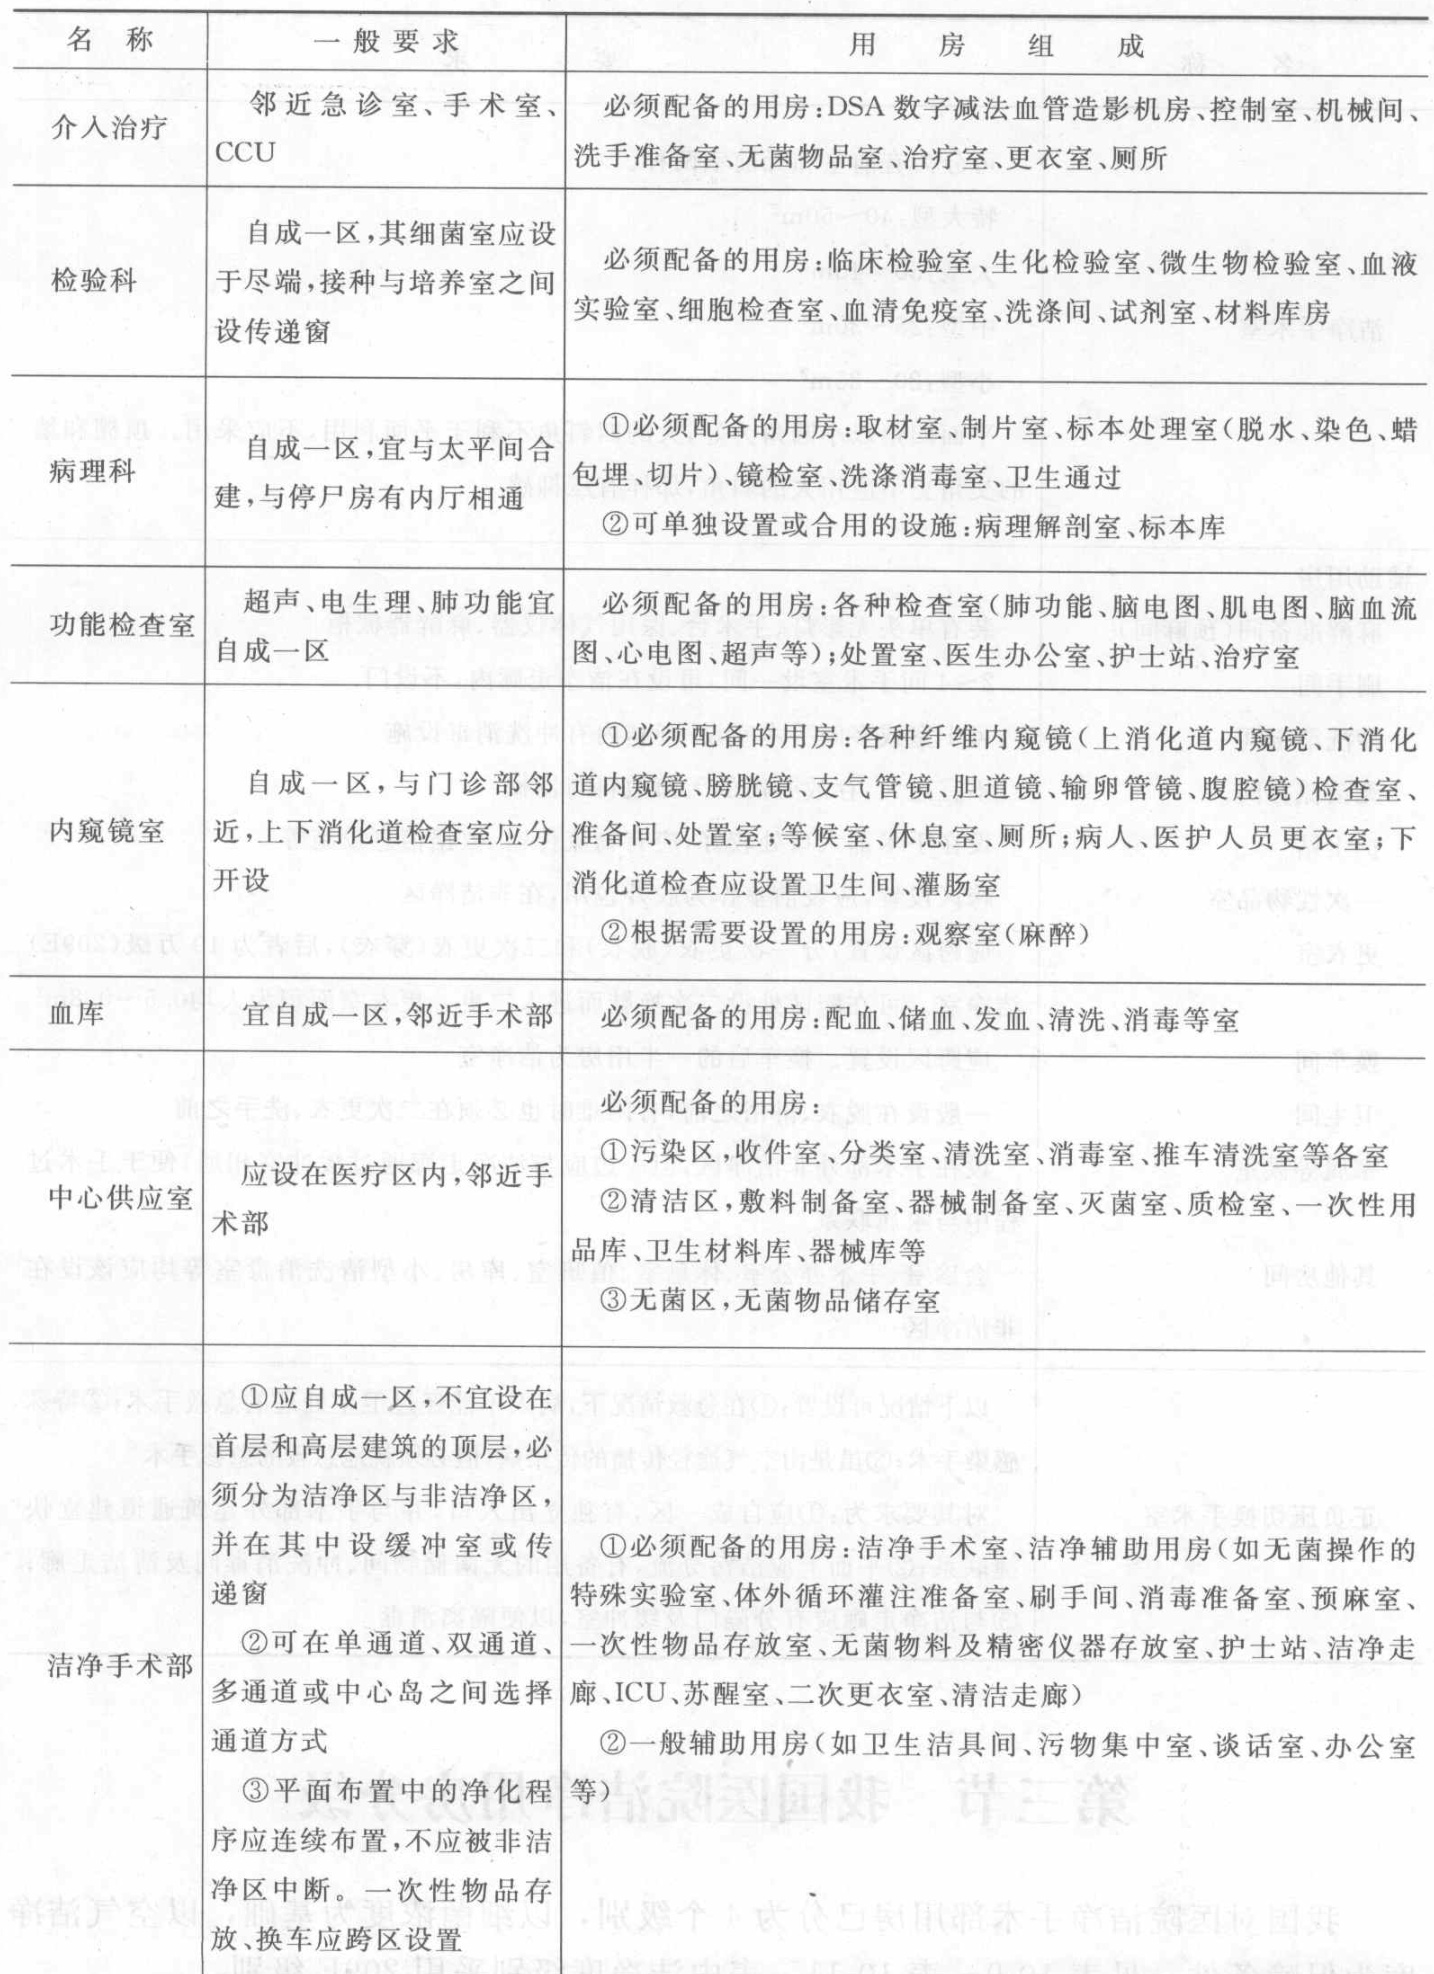 名 称 一般要求 用房组成
介入治疗
邻近急诊室、手术室、
CCU
必须配备的用房:DSA数字减法血管造影机房、控制室、机械间、
洗手准备室、无菌物品室、治疗室、更衣室、厕所
检验科
自成一区,其细菌室应设
于尽端,接种与培养室之间
设传递窗
必须配备的用房:临床检验室、生化检验室、微生物检验室、血液
实验室、细胞检查室、血清免疫室、洗涤间、试剂室、材料库房
病理科
自成一区,宜与太平间合
建,与停尸房有内厅相通
①必须配备的用房:取材室、制片室、标本处理室(脱水、染色、蜡
包埋、切片)、镜检室、洗涤消毒室、卫生通过
②可单独设置或合用的设施:病理解剖室、标本库
功能检查室
超声、电生理、肺功能宜
自成一区
必须配备的用房:各种检查室(肺功能、脑电图、肌电图、脑血流
图、心电图、超声等);处置室、医生办公室、护士站、治疗室
内窥镜室
自成一区,与门诊部邻
近,上下消化道检查室应分
开设
①必须配备的用房:各种纤维内窥镜(上消化道内窥镜、下消化
道内窥镜、膀胱镜、支气管镜、胆道镜、输卵管镜、腹腔镜)检查室、
准备间、处置室;等候室、休息室、厕所;病人、医护人员更衣室;下
消化道检查应设置卫生间、灌肠室
②根据需要设置的用房:观察室(麻醉)
血库
宜自成一区,邻近手术部
必须配备的用房:配血、储血、发血、清洗、消毒等室
中心供应室
应设在医疗区内,邻近手
术部
必须配备的用房:
①污染区,收件室、分类室、清洗室、消毒室、推车清洗室等各室
②清洁区,敷料制备室、器械制备室、灭菌室、质检室、一次性用
品库、卫生材料库、器械库等
③无菌区,无菌物品储存室
洁净手术部
①应自成一区,不宜设在
首层和高层建筑的顶层,必
须分为洁净区与非洁净区,
并在其中设缓冲室或传
递窗
②可在单通道、双通道、
多通道或中心岛之间选择
通道方式
③平面布置中的净化程
序应连续布置,不应被非洁
净区中断。一次性物品存
放、换车应跨区设置
①必须配备的用房:洁净手术室、洁净辅助用房(如无菌操作的
特殊实验室、体外循环灌注准备室、刷手间、消毒准备室、预麻室、
一次性物品存放室、无菌物料及精密仪器存放室、护士站、洁净走
廊、ICU、苏醒室、二次更衣室、清洁走廊)
②一般辅助用房(如卫生洁具间、污物集中室、谈话室、办公室
等)